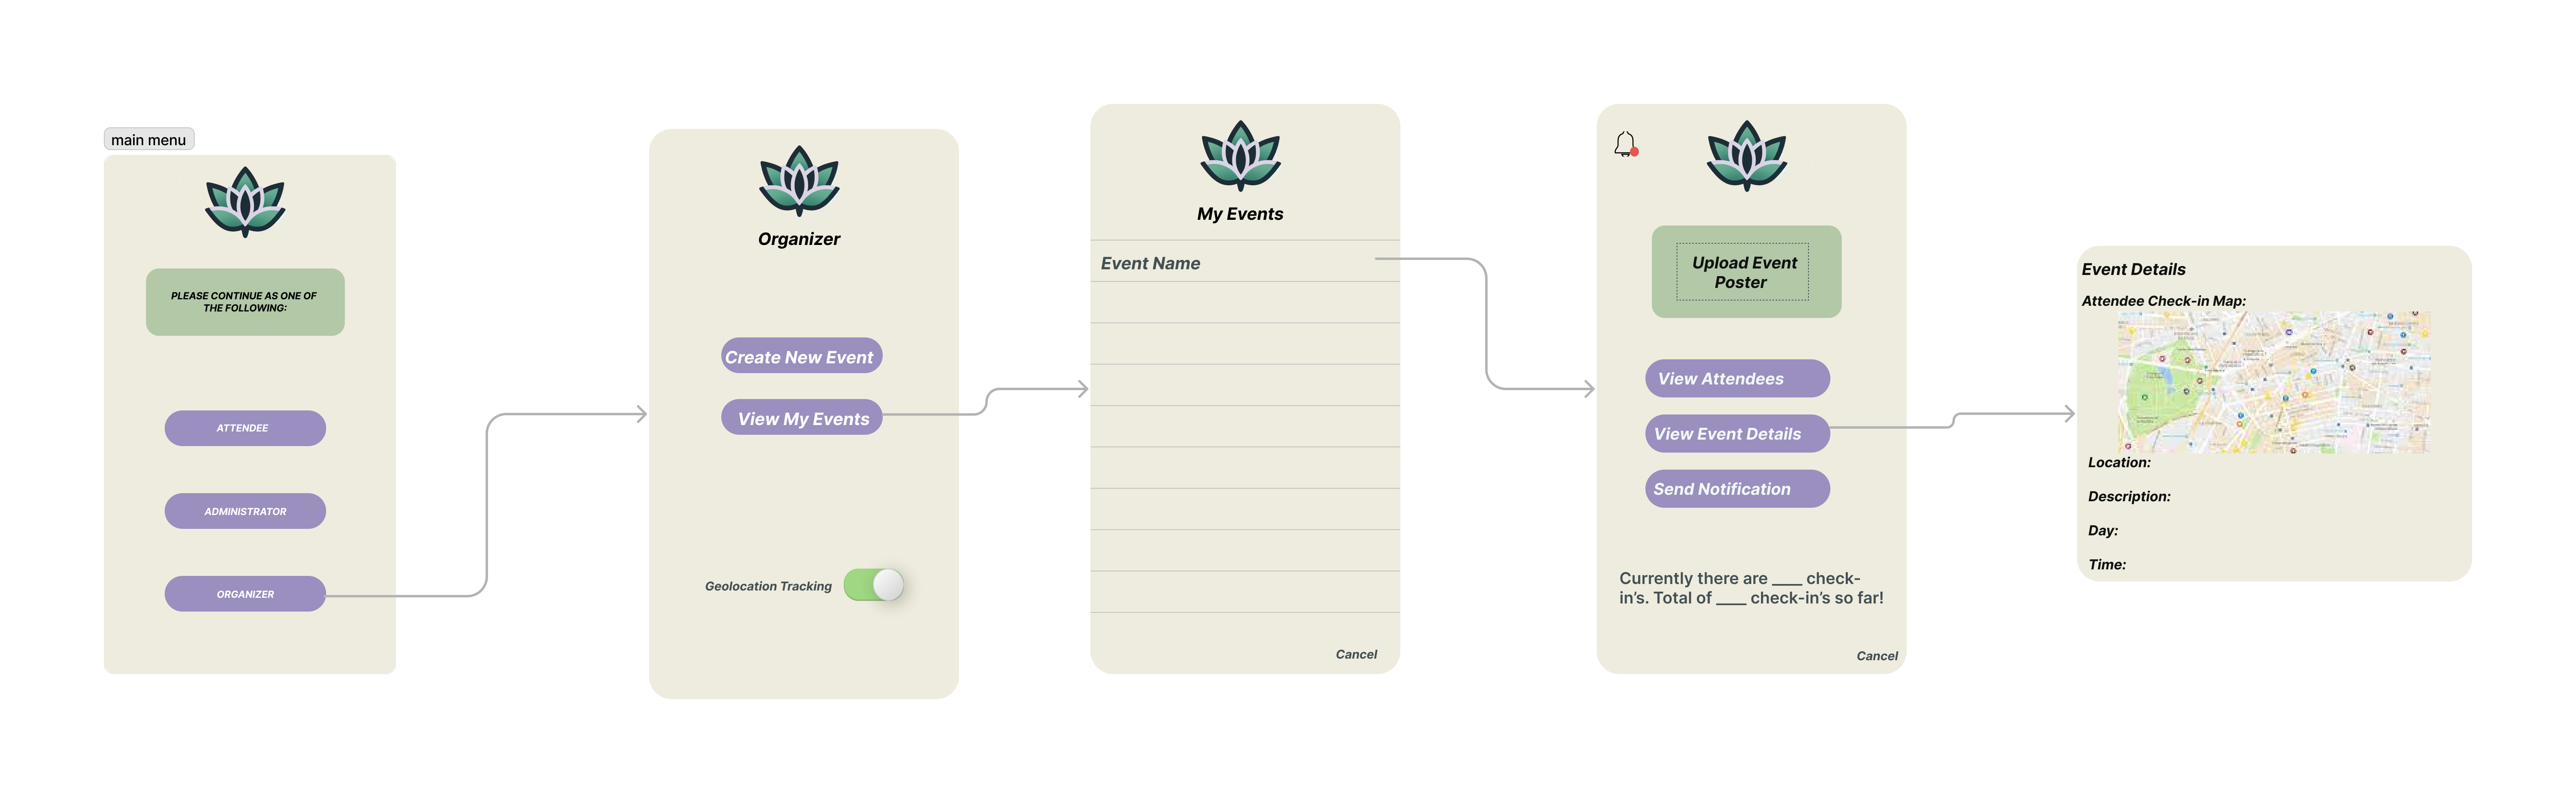 main menu
PLEASE CONTINUE AS ONE OF
THE FOLLOWING:
ATTENDEE
ADMINISTRATOR
ORGANIZER
Organizer
Create New Event
View My Events
Geolocation Tracking
My Events
Event Name
Cancel
Upload Event
Poster
View Attendees
View Event Details
Send Notification
Currently there are ____ check-
in’s. Total of ____ check-in’s so far!
Cancel
Event Details
Attendee Check-in Map:
Location:
Description:
Day:
Time: